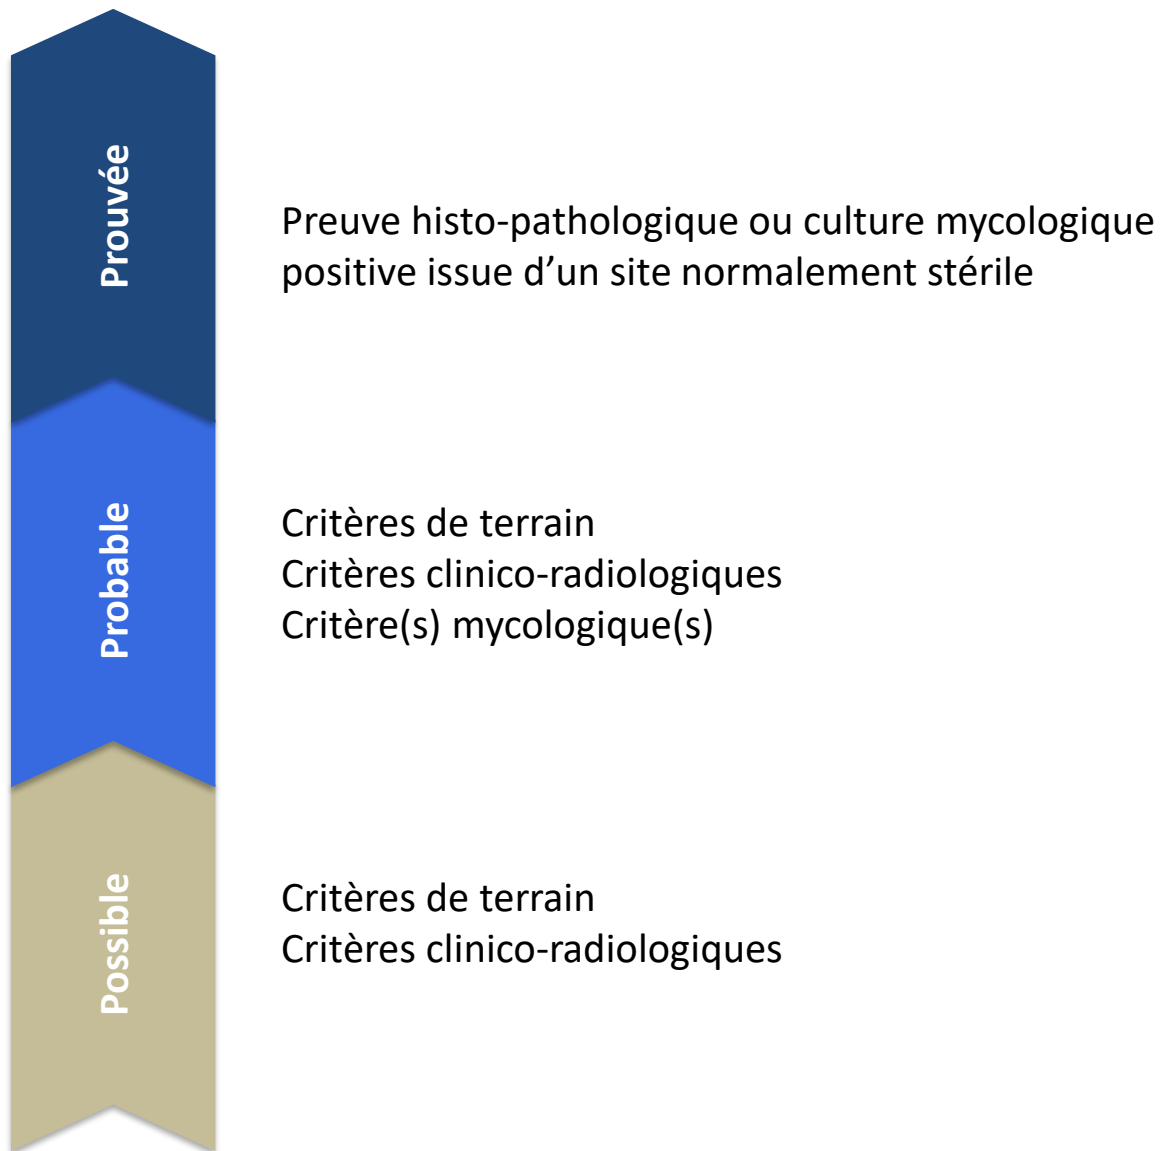 Prouvée
Preuve histo-pathologique ou culture mycologique
positive issue d’un site normalement stérile
Probable
Critères de terrain
Critères clinico-radiologiques
Critère(s) mycologique(s)
Possible
Critères de terrain
Critères clinico-radiologiques